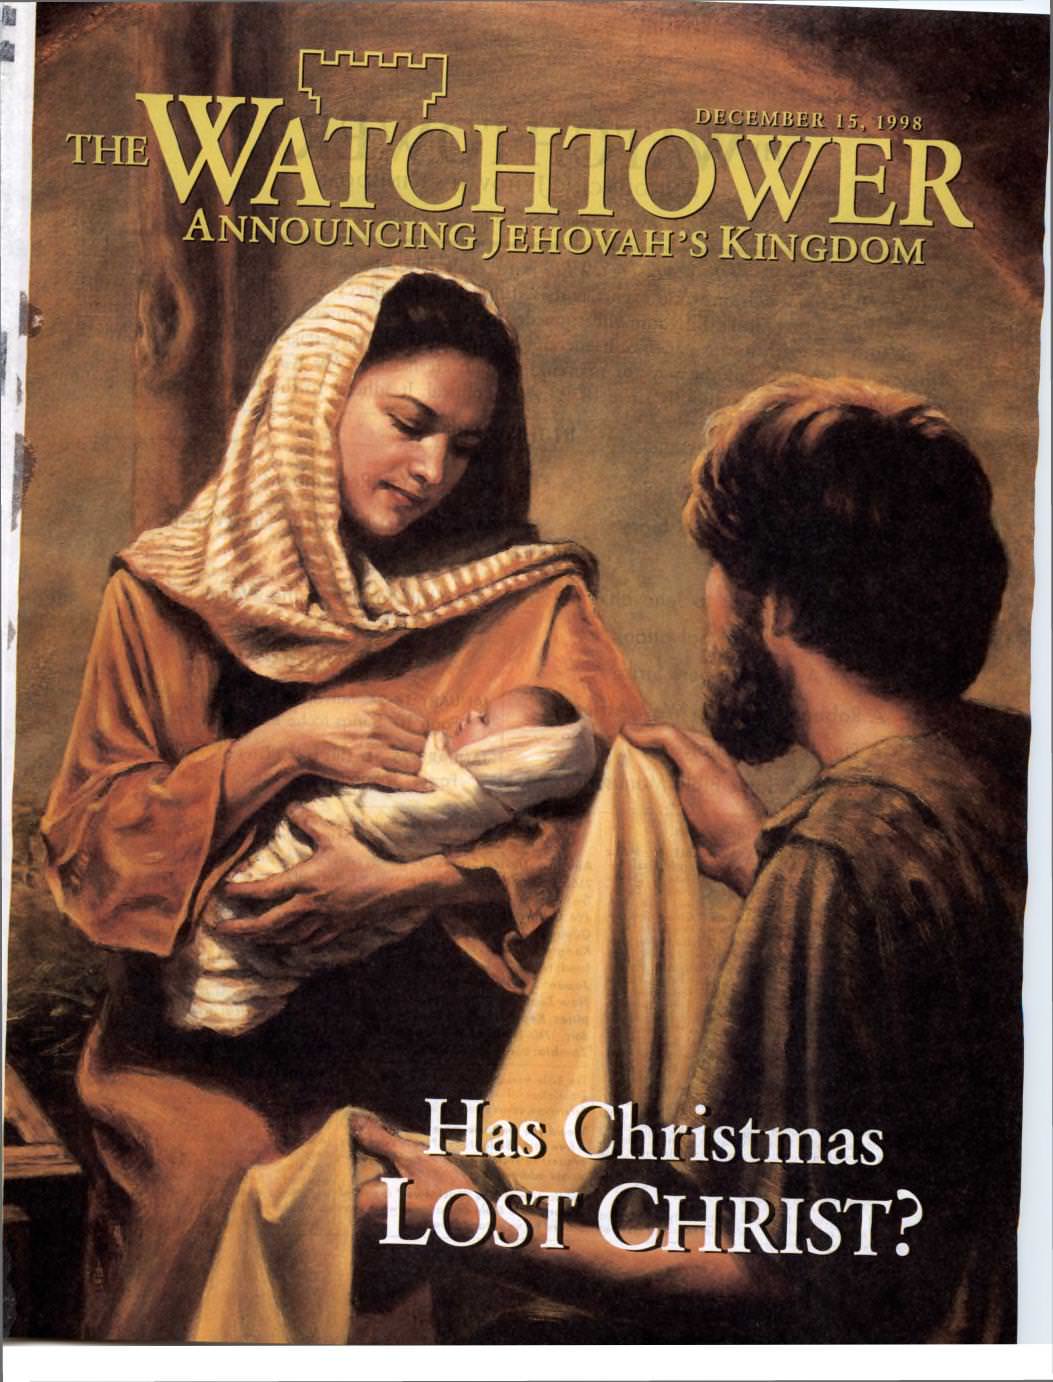 DECEMBER 15, 1998
THE WATCHTOWER
ANNOUNCING JEHOVAH'S KINGDOM
Has Christmas
LOST CHRIST?